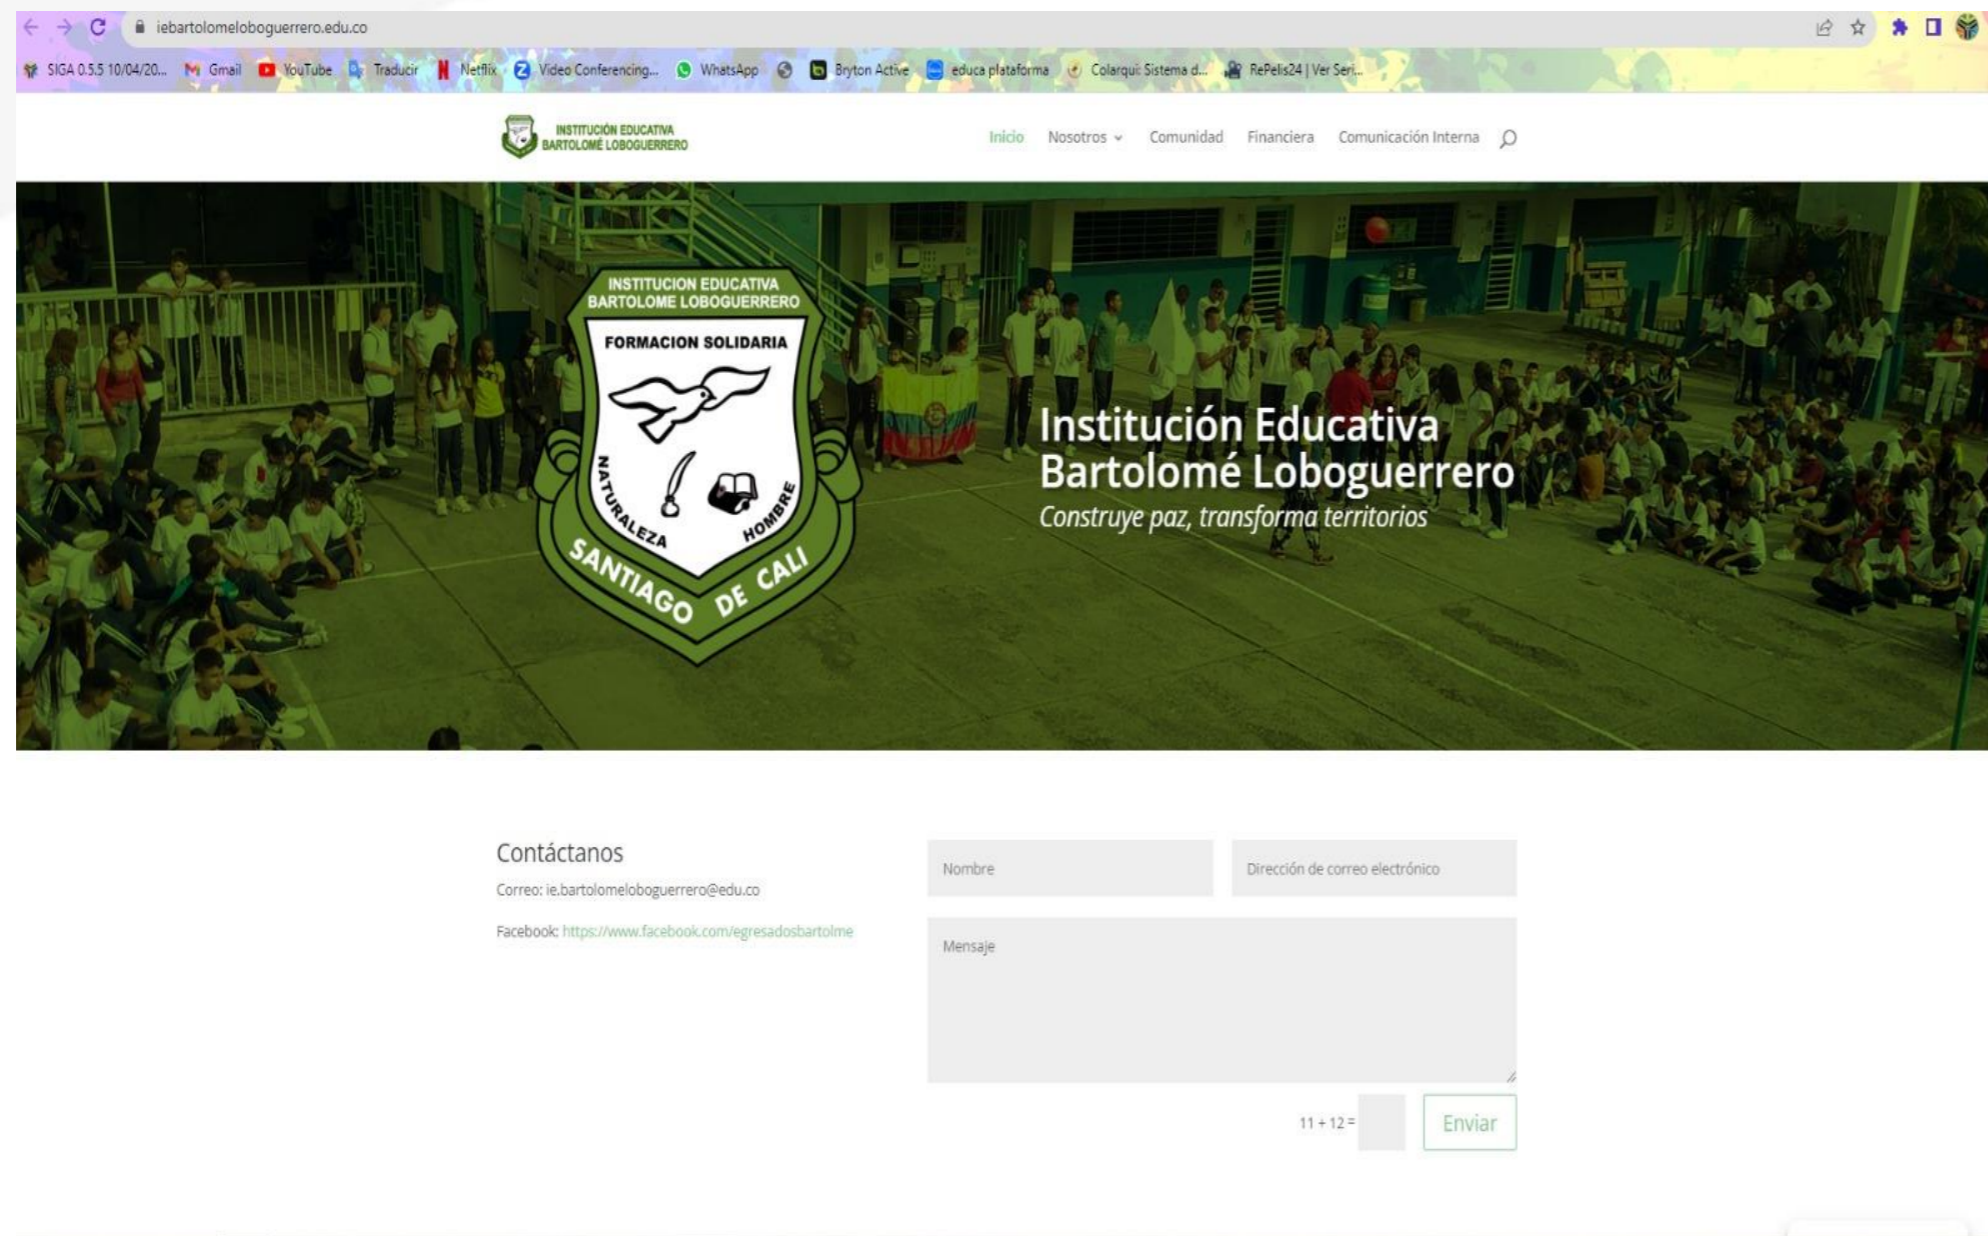 iebartolomeloboguerrero.edu.co
SIGA 0.5.5 10/04/20... Gmail YouTube Traducir Netflix Video Conferencing... WhatsApp Bryton Active educa plataforma Colarqui: Sistema d... RePelis24 | Ver Seri...
INSTITUCIÓN EDUCATIVA
BARTOLOMÉ LOBOGUERRERO
Inicio Nosotros Comunidad Financiera Comunicación Interna
INSTITUCION EDUCATIVA
BARTOLOME LOBOGUERRERO
FORMACION SOLIDARIA
NATURALEZA HOMBRE
SANTIAGO DE CALI
Institución Educativa
Bartolomé Loboguerrero
Construye paz, transforma territorios
Contáctanos
Correo: ie.bartolomeloboguerrero@edu.co
Facebook: https://www.facebook.com/egresadosbartolme
Nombre
Dirección de correo electrónico
Mensaje
11 + 12 =
Enviar